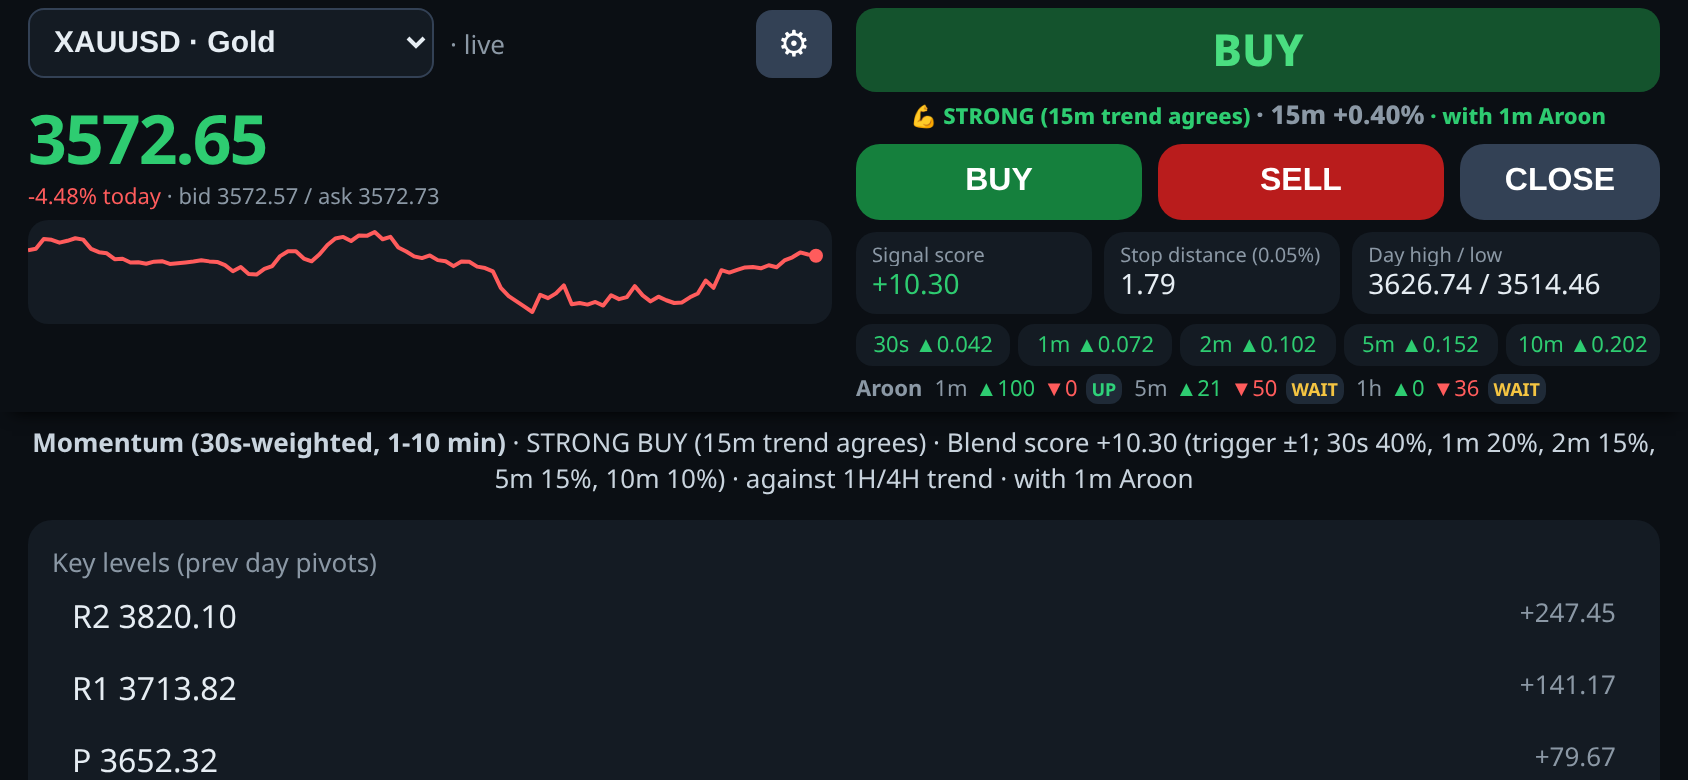 XAUUSD · Gold
· live
⚙
3572.65
-4.48% today · bid 3572.57 / ask 3572.73
BUY
💪 STRONG (15m trend agrees) · 15m +0.40% · with 1m Aroon
BUY
SELL
CLOSE
Signal score
+10.30
Stop distance (0.05%)
1.79
Day high / low
3626.74 / 3514.46
30s ▲0.042
1m ▲0.072
2m ▲0.102
5m ▲0.152
10m ▲0.202
Aroon 1m ▲100 ▼0 UP 5m ▲21 ▼50 WAIT 1h ▲0 ▼36 WAIT
Momentum (30s-weighted, 1-10 min) · STRONG BUY (15m trend agrees) · Blend score +10.30 (trigger ±1; 30s 40%, 1m 20%, 2m 15%,
5m 15%, 10m 10%) · against 1H/4H trend · with 1m Aroon
Key levels (prev day pivots)
R2 3820.10 +247.45
R1 3713.82 +141.17
P 3652.32 +79.67